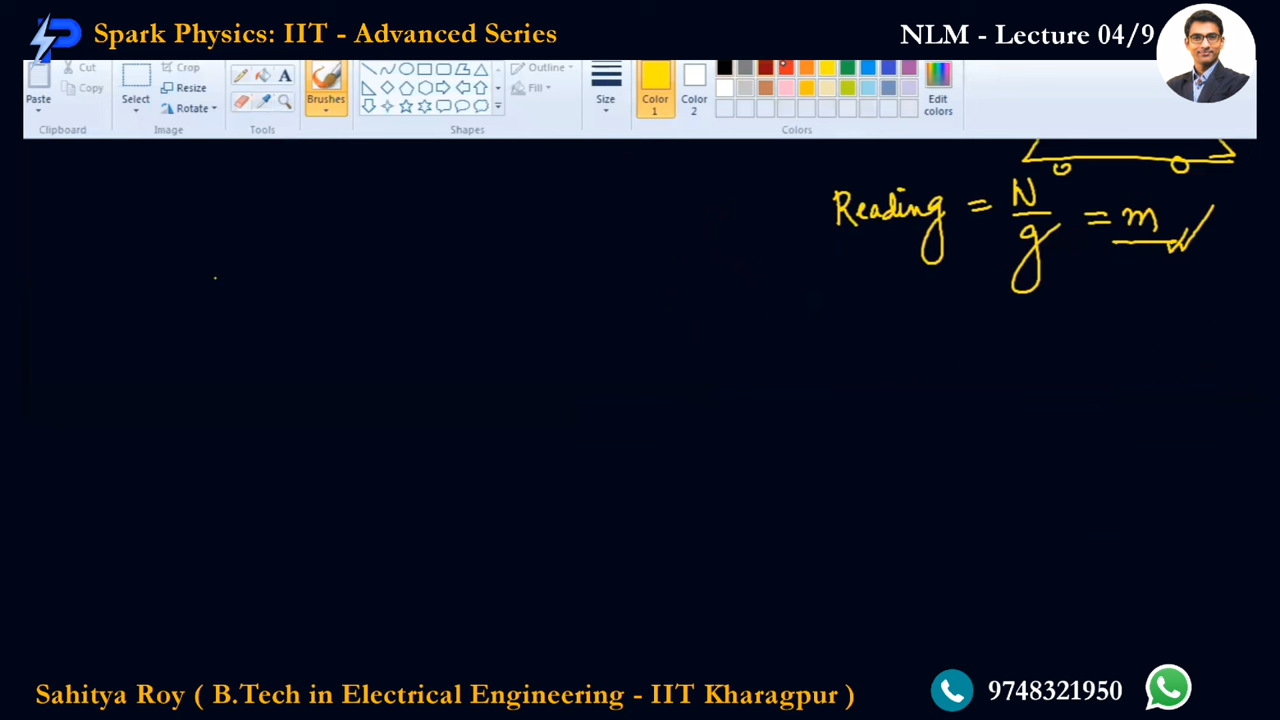 Spark Physics: IIT - Advanced Series
NLM - Lecture 04/9
Paste
Cut
Copy
Clipboard
Select
Crop
Resize
Rotate
Image
A
Tools
Brushes
Outline
Fill
Shapes
Size
Color 1
Color 2
Edit colors
Colors
Reading = N/g = m
Sahitya Roy ( B.Tech in Electrical Engineering - IIT Kharagpur )
9748321950